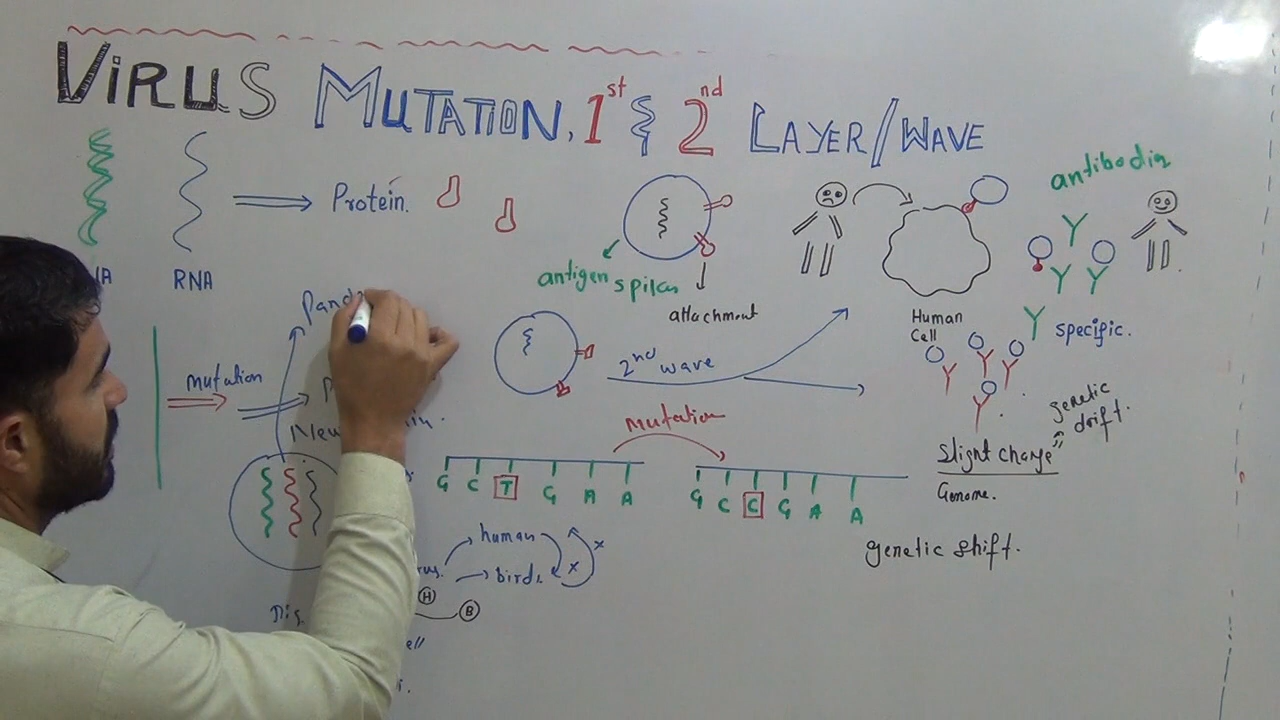 VIRUS MUTATION, 1st & 2nd LAYER/WAVE
RNA
Protein.
antigen spikes
attachment
Human
Cell
antibodies
specific.
mutation
2nd wave
mutation
G C T G A A
G C C G A A
Slight change
Genome.
genetic
drift.
genetic shift.
human
birds
x
x
H
B